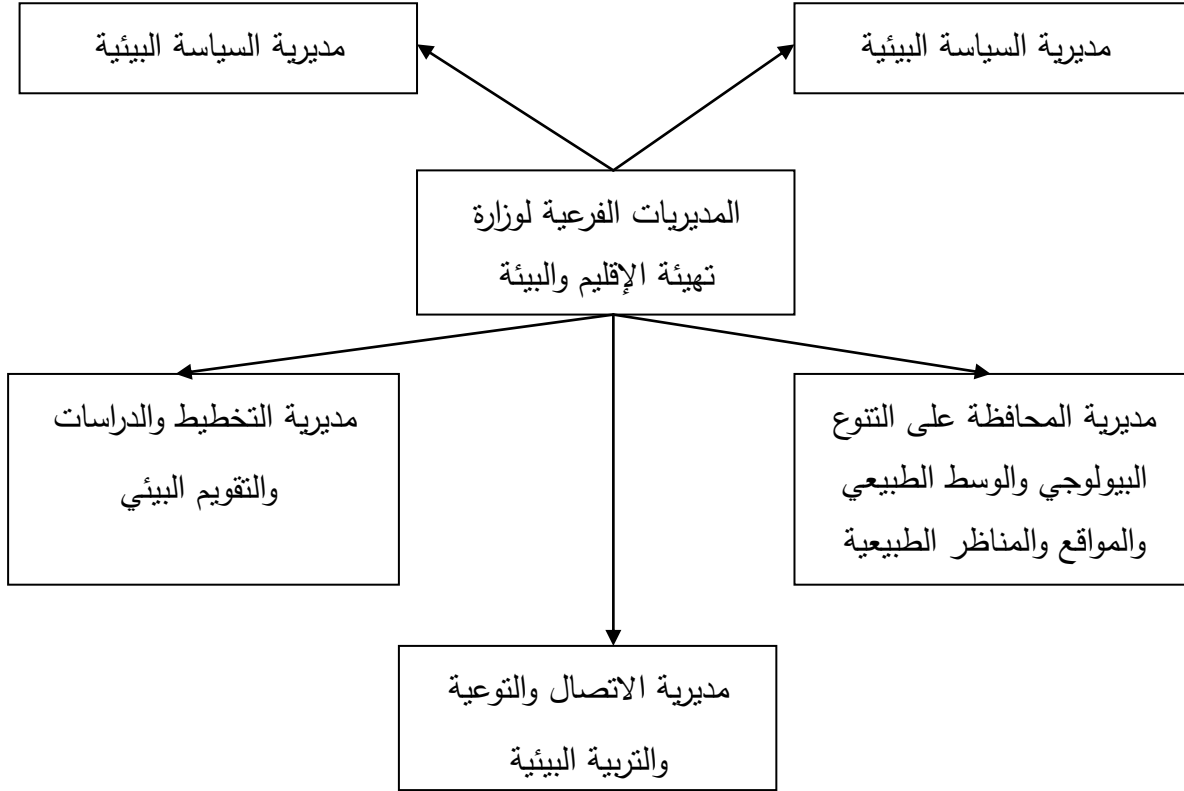 مديرية السياسة البيئية
مديرية السياسة البيئية
المديريات الفرعية لوزارة
تهيئة الإقليم والبيئة
مديرية المحافظة على التنوع
البيولوجي والوسط الطبيعي
والمواقع والمناظر الطبيعية
مديرية التخطيط والدراسات
والتقويم البيئي
مديرية الاتصال والتوعية
والتربية البيئية